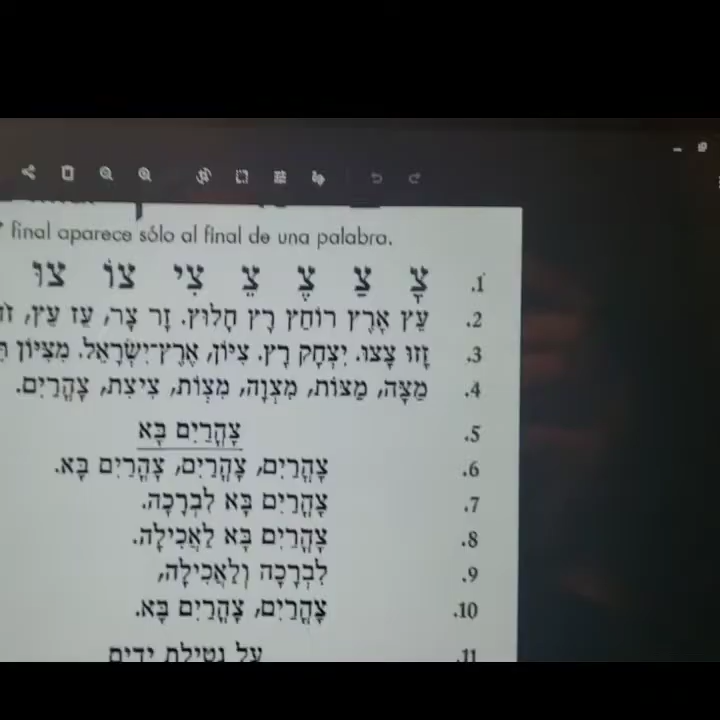 final aparece sólo al final de una palabra.
1. צָ צַ צֶ צֵ צִי צוֹ צוּ
2. עֵץ אָרֶץ רוֹחֵץ רָץ חָלוּץ. זָר צָר, עַז עֵץ,
3. זָזוּ צָצוּ. יִצְחָק רָץ. צִיּוֹן, אֶרֶץ־יִשְׂרָאֵל. מִצִּיּוֹן
4. מַצָּה, מַצּוֹת, מִצְוָה, מִצְוֹת, צִיצִת, צָהֳרַיִם.
5. צָהֳרַיִם בָּא
6. צָהֳרַיִם, צָהֳרַיִם, צָהֳרַיִם בָּא.
7. צָהֳרַיִם בָּא לִבְרָכָה.
8. צָהֳרַיִם בָּא לַאֲכִילָה.
9. לִבְרָכָה וְלַאֲכִילָה,
10. צָהֳרַיִם, צָהֳרַיִם בָּא.
11. עַל נְטִילַת יָדַיִם